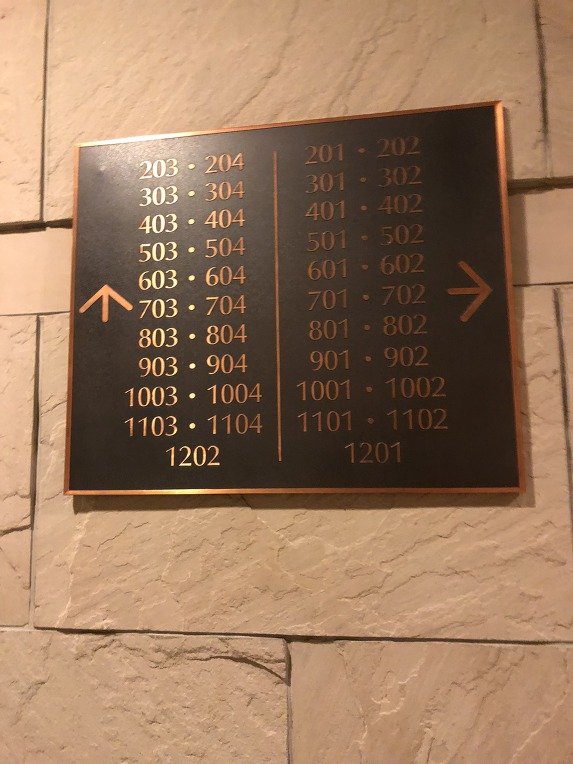 203 • 204
303 • 304
403 • 404
503 • 504
603 • 604
703 • 704
803 • 804
903 • 904
1003 • 1004
1103 • 1104
1202
201 • 202
301 • 302
401 • 402
501 • 502
601 • 602
701 • 702
801 • 802
901 • 902
1001 • 1002
1101 • 1102
1201